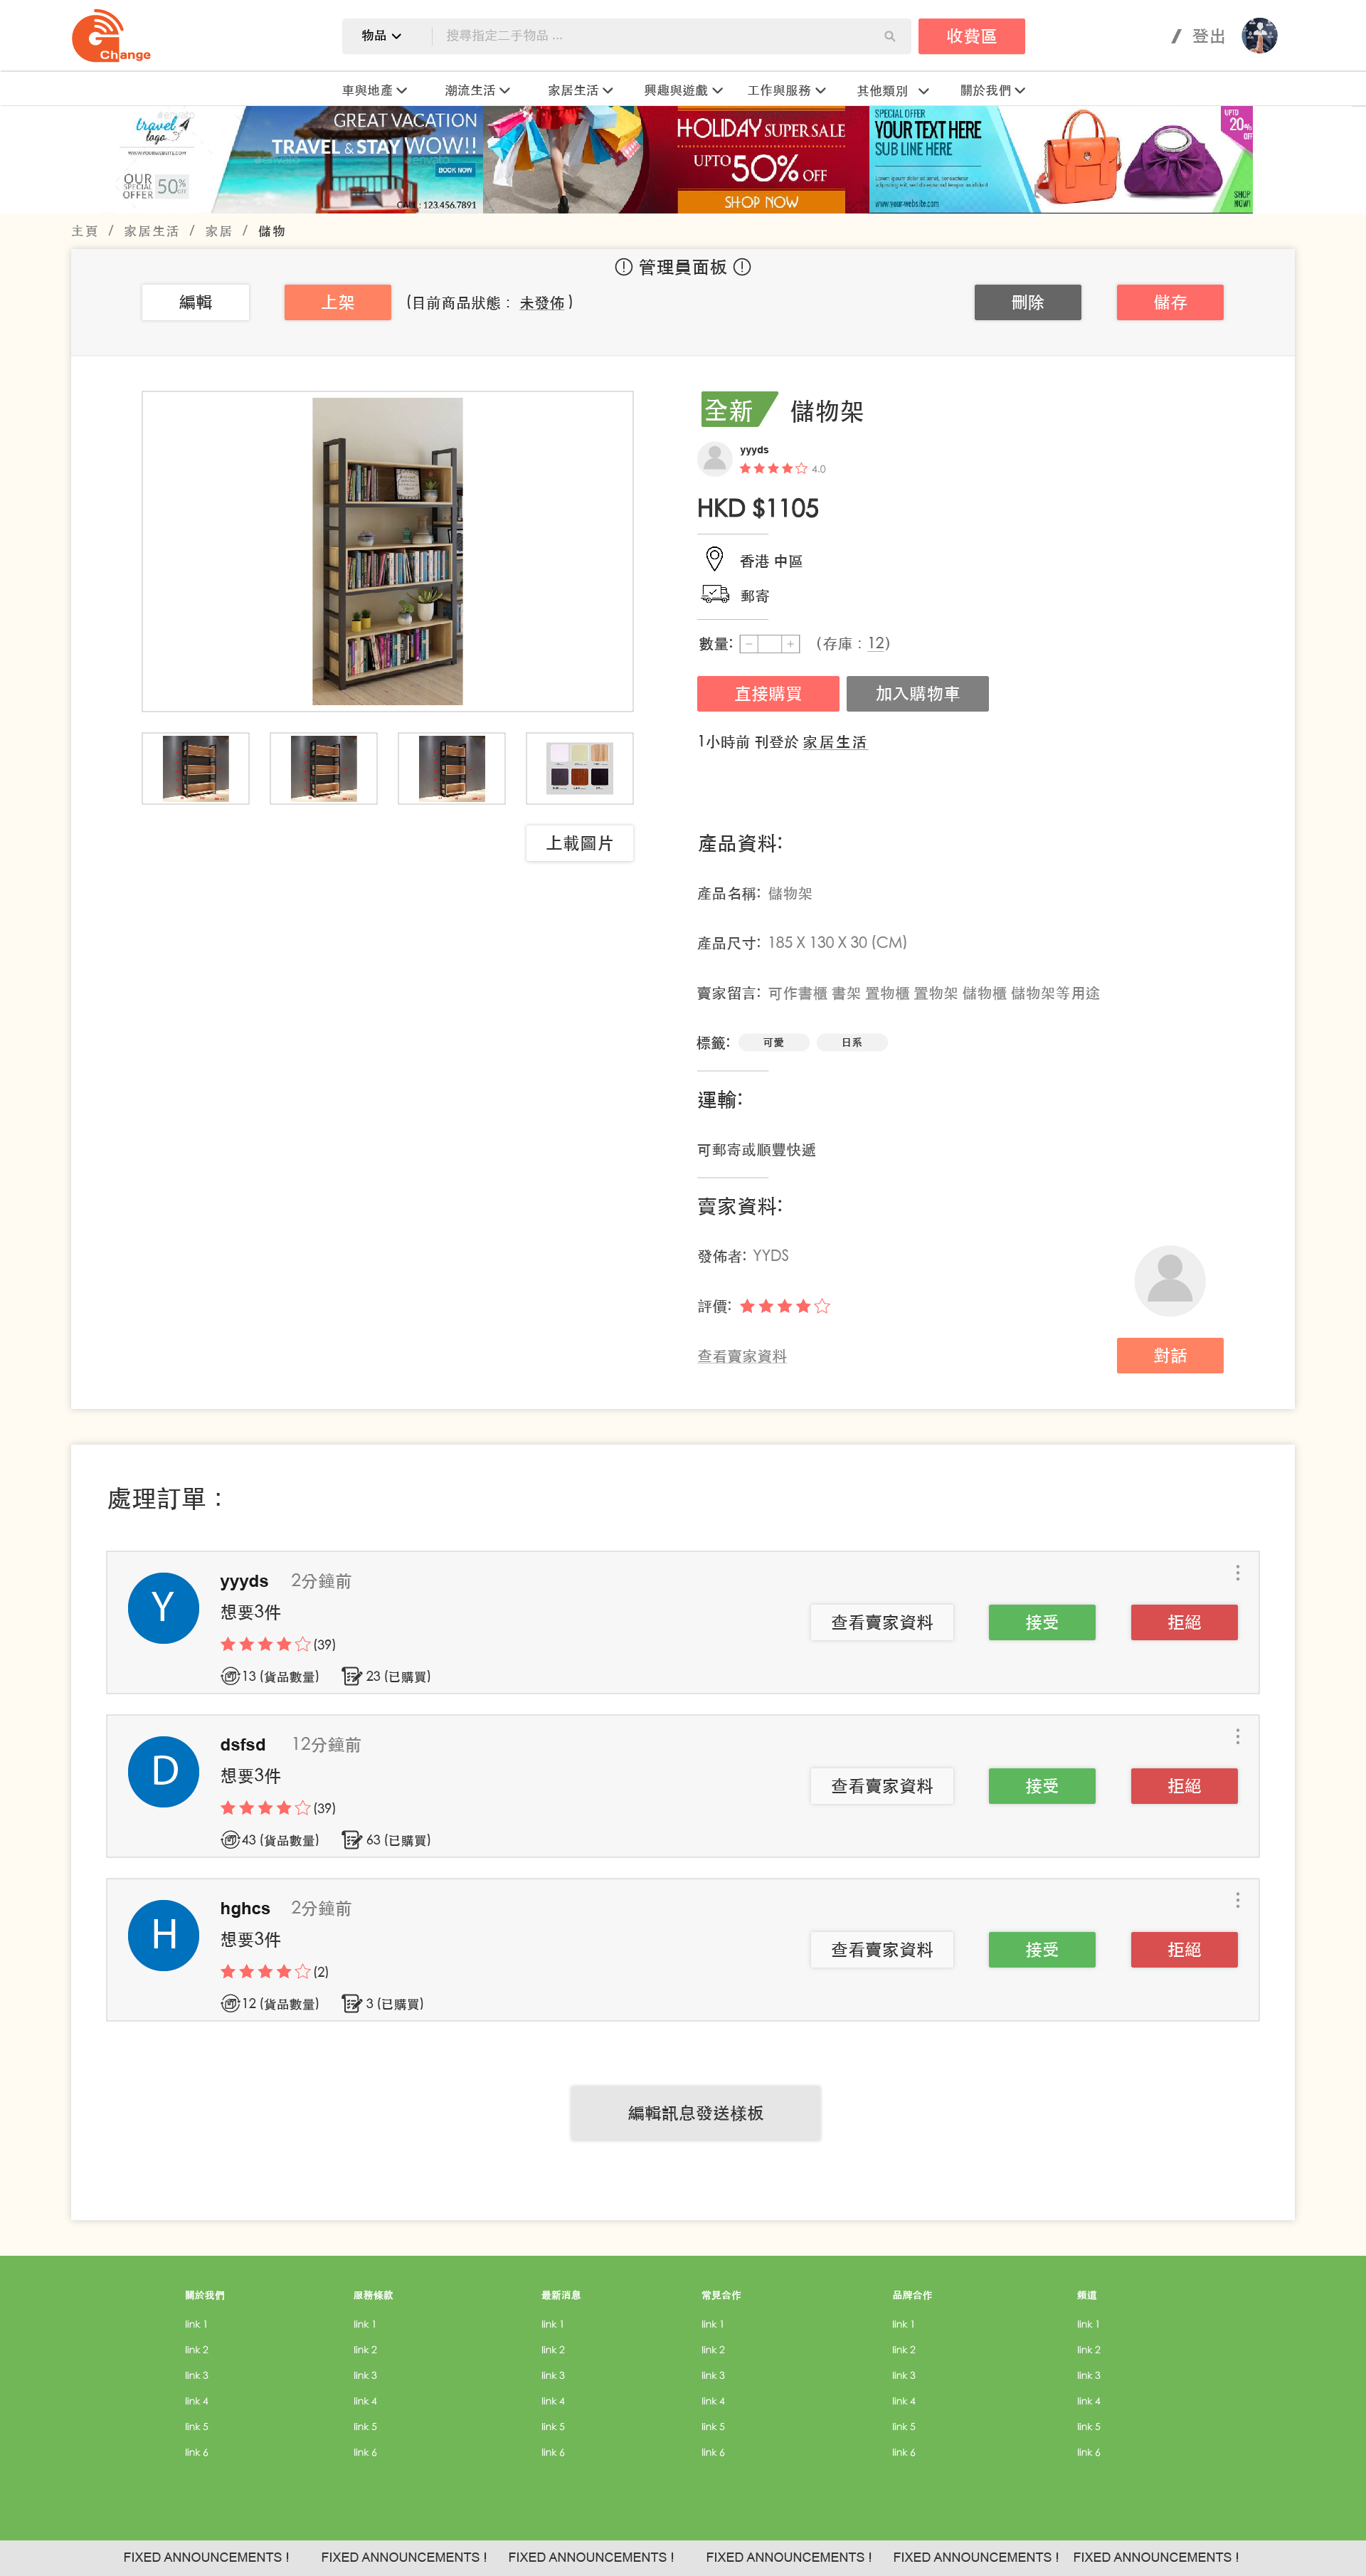 Change
物品
搜尋指定二手物品 ...
收費區
登出
車與地產
潮流生活
家居生活
興趣與遊戲
工作與服務
其他類別
關於我們
travel
logo
WWW.YOURWEBSITE.COM
OUR
SPECIAL
OFFER
50%
GREAT VACATION
TRAVEL & STAY WOW!!
BOOK NOW
CALL : 123.456.7891
HOLIDAY SUPER SALE
UPTO
50% OFF
SHOP NOW
SPECIAL OFFER
YOUR TEXT HERE
SUB LINE HERE
www.your-website.com
UPTO
20%
OFF
SHOP
NOW!
主頁 / 家居生活 / 家居 / 儲物
管理員面板
編輯
上架
(目前商品狀態： 未發佈 )
刪除
儲存
全新
儲物架
yyyds
4.0
HKD $1105
香港 中區
郵寄
數量: − +
(存庫：12)
直接購買
加入購物車
1小時前 刊登於 家居生活
上載圖片
產品資料:
產品名稱: 儲物架
產品尺寸: 185 X 130 X 30 (CM)
賣家留言: 可作書櫃 書架 置物櫃 置物架 儲物櫃 儲物架等用途
標籤: 可愛 日系
運輸:
可郵寄或順豐快遞
賣家資料:
發佈者: YYDS
評價:
查看賣家資料
對話
處理訂單：
Y
yyyds 2分鐘前
想要3件
(39)
13 (貨品數量) 23 (已購買)
查看賣家資料
接受
拒絕
D
dsfsd 12分鐘前
想要3件
(39)
43 (貨品數量) 63 (已購買)
查看賣家資料
接受
拒絕
H
hghcs 2分鐘前
想要3件
(2)
12 (貨品數量) 3 (已購買)
查看賣家資料
接受
拒絕
編輯訊息發送樣板
關於我們
link 1
link 2
link 3
link 4
link 5
link 6
服務條款
link 1
link 2
link 3
link 4
link 5
link 6
最新消息
link 1
link 2
link 3
link 4
link 5
link 6
常見合作
link 1
link 2
link 3
link 4
link 5
link 6
品牌合作
link 1
link 2
link 3
link 4
link 5
link 6
頻道
link 1
link 2
link 3
link 4
link 5
link 6
FIXED ANNOUNCEMENTS ! FIXED ANNOUNCEMENTS ! FIXED ANNOUNCEMENTS ! FIXED ANNOUNCEMENTS ! FIXED ANNOUNCEMENTS ! FIXED ANNOUNCEMENTS !